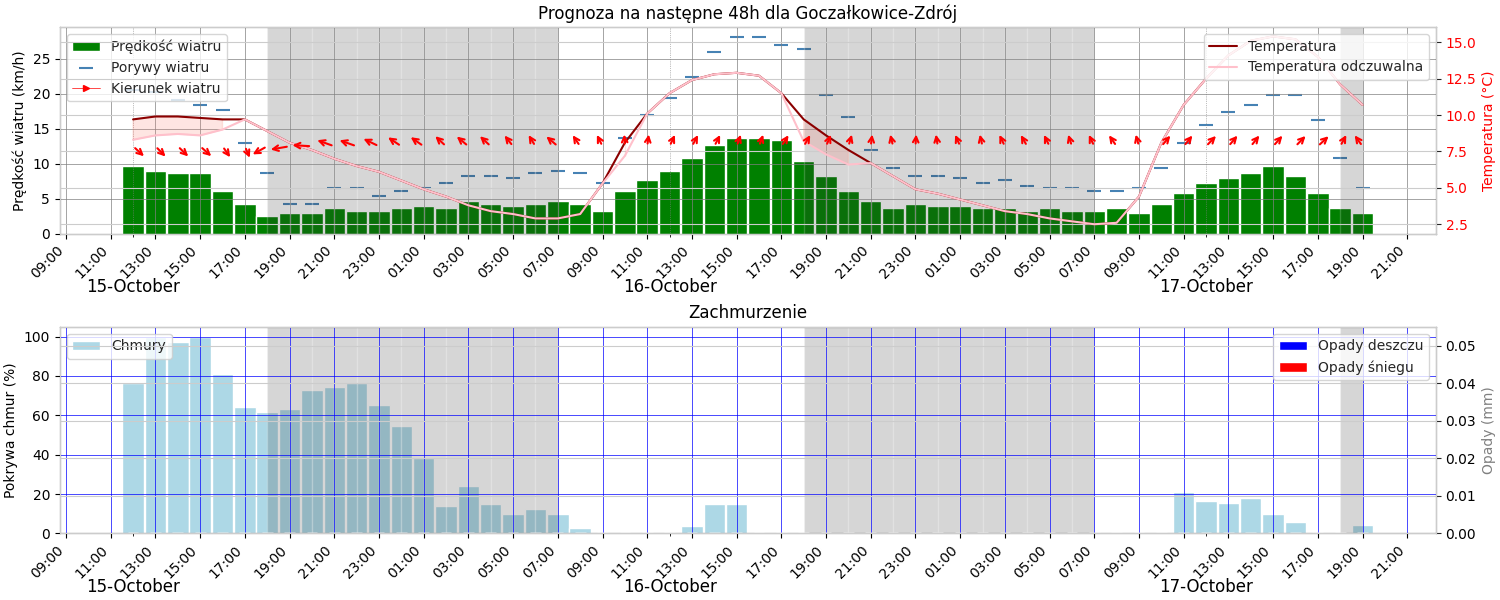 Prognoza na następne 48h dla Goczałkowice-Zdrój
Prędkość wiatru
Porywy wiatru
Kierunek wiatru
Temperatura
Temperatura odczuwalna
Prędkość wiatru (km/h)
25
20
15
10
5
0
Temperatura (°C)
15.0
12.5
10.0
7.5
5.0
2.5
09:00 11:00 13:00 15:00 17:00 19:00 21:00 23:00 01:00 03:00 05:00 07:00 09:00 11:00 13:00 15:00 17:00 19:00 21:00 23:00 01:00 03:00 05:00 07:00 09:00 11:00 13:00 15:00 17:00 19:00 21:00
15-October 16-October 17-October
Zachmurzenie
Chmury
Opady deszczu
Opady śniegu
Pokrywa chmur (%)
100
80
60
40
20
0
Opady (mm)
0.05
0.04
0.03
0.02
0.01
0.00
09:00 11:00 13:00 15:00 17:00 19:00 21:00 23:00 01:00 03:00 05:00 07:00 09:00 11:00 13:00 15:00 17:00 19:00 21:00 23:00 01:00 03:00 05:00 07:00 09:00 11:00 13:00 15:00 17:00 19:00 21:00
15-October 16-October 17-October